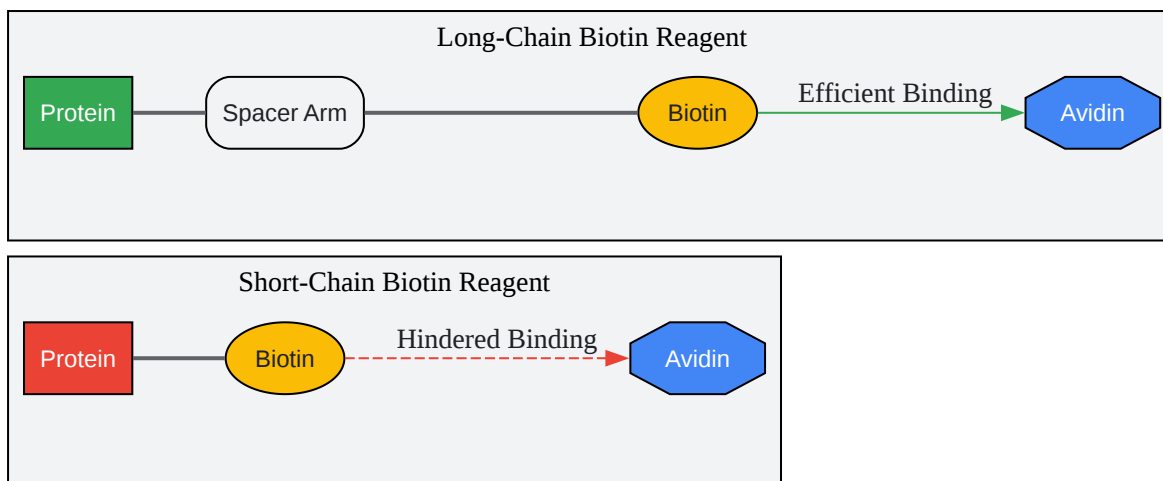 Long-Chain Biotin Reagent
Protein
Spacer Arm
Biotin
Efficient Binding
Avidin
Short-Chain Biotin Reagent
Protein
Biotin
Hindered Binding
Avidin